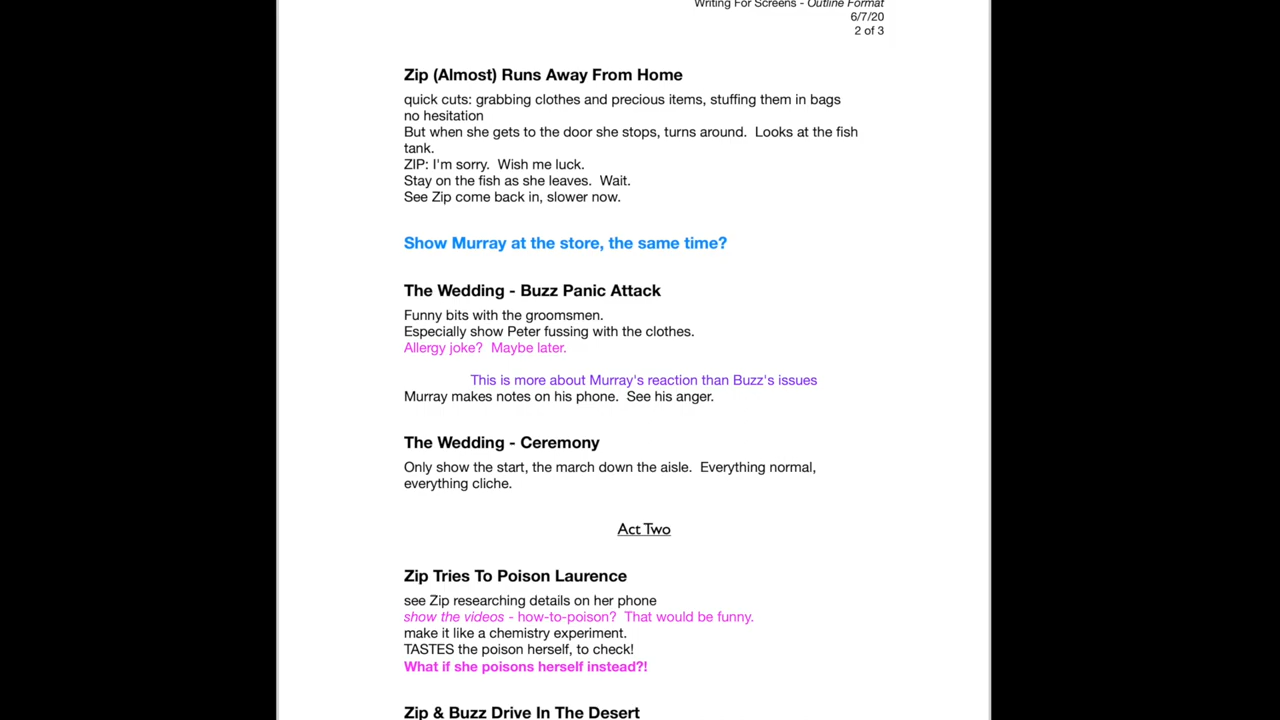 Writing For Screens - Outline Format
6/7/20
2 of 3
Zip (Almost) Runs Away From Home
quick cuts: grabbing clothes and precious items, stuffing them in bags
no hesitation
But when she gets to the door she stops, turns around.  Looks at the fish
tank.
ZIP: I'm sorry.  Wish me luck.
Stay on the fish as she leaves.  Wait.
See Zip come back in, slower now.
Show Murray at the store, the same time?
The Wedding - Buzz Panic Attack
Funny bits with the groomsmen.
Especially show Peter fussing with the clothes.
Allergy joke?  Maybe later.
This is more about Murray's reaction than Buzz's issues
Murray makes notes on his phone.  See his anger.
The Wedding - Ceremony
Only show the start, the march down the aisle.  Everything normal,
everything cliche.
Act Two
Zip Tries To Poison Laurence
see Zip researching details on her phone
show the videos - how-to-poison?  That would be funny.
make it like a chemistry experiment.
TASTES the poison herself, to check!
What if she poisons herself instead?!
Zip & Buzz Drive In The Desert